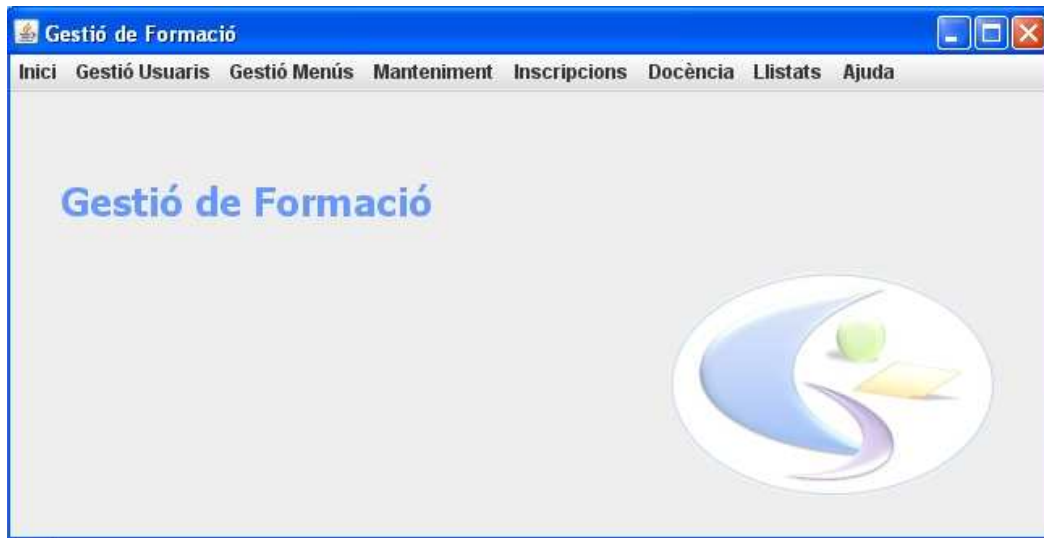 Gestió de Formació
Inici Gestió Usuaris Gestió Menús Manteniment Inscripcions Docència Llistats Ajuda
Gestió de Formació